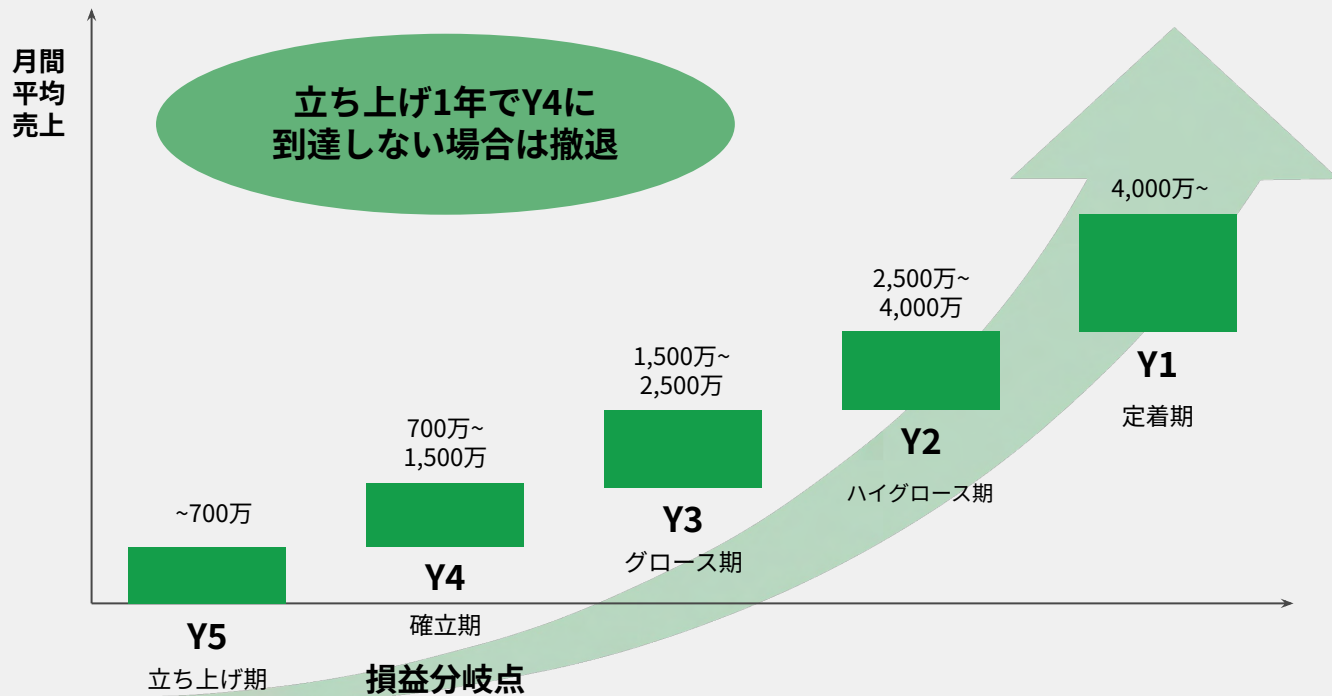 月間
平均
売上
立ち上げ1年でY4に
到達しない場合は撤退
~700万
Y5
立ち上げ期
700万~
1,500万
Y4
確立期
損益分岐点
1,500万~
2,500万
Y3
グロース期
2,500万~
4,000万
Y2
ハイグロース期
4,000万~
Y1
定着期